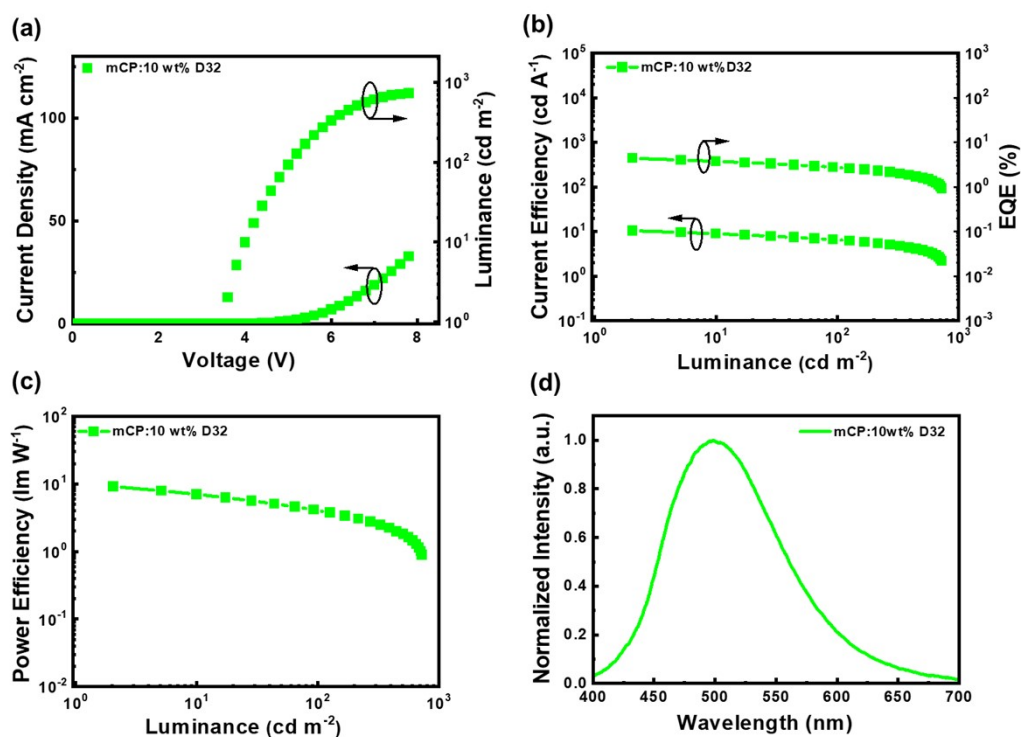 (a)
mCP:10 wt% D32
Current Density (mA cm-2)
100
50
0
0
2
4
6
8
Voltage (V)
10³
10²
10¹
10⁰
Luminance (cd m-2)
(b)
mCP:10 wt%D32
Current Efficiency (cd A-1)
10⁵
10⁴
10³
10²
10¹
10⁰
10-1
10⁰
10¹
10²
10³
Luminance (cd m-2)
10³
10²
10¹
10⁰
10-1
10-2
10-3
EQE (%)
(c)
mCP:10 wt% D32
Power Efficiency (lm W-1)
10²
10¹
10⁰
10-1
10-2
10⁰
10¹
10²
10³
Luminance (cd m-2)
(d)
mCP:10wt% D32
Normalized Intensity (a.u.)
1.0
0.8
0.6
0.4
0.2
0.0
400
450
500
550
600
650
700
Wavelength (nm)